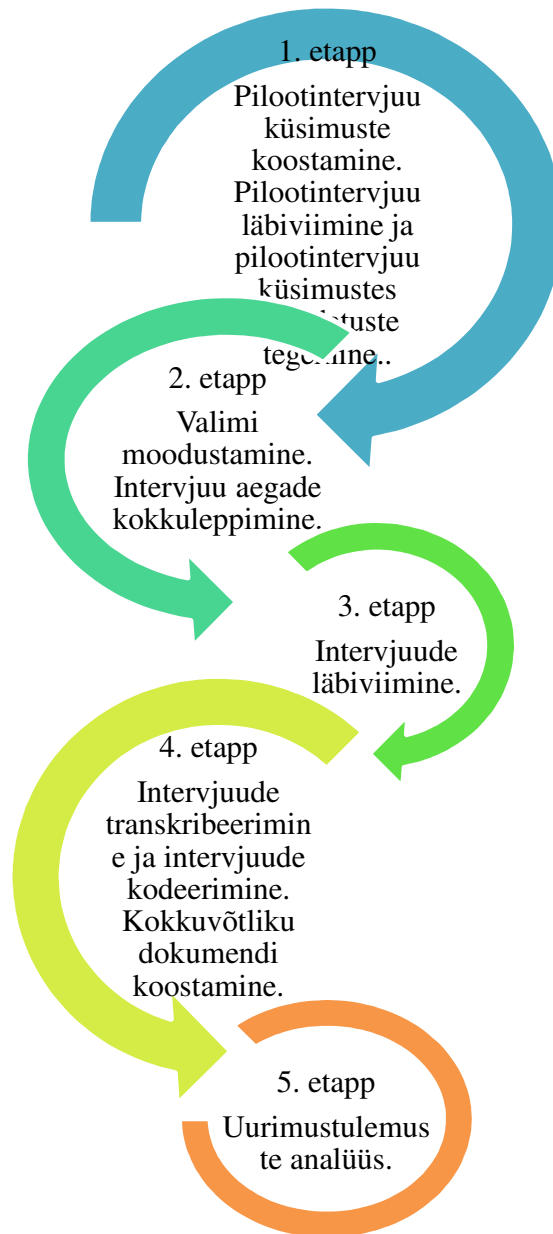 1. etapp
Pilootintervjuu
küsimuste
koostamine.
Pilootintervjuu
läbiviimine ja
pilootintervjuu
küsimustes
tegemine..
2. etapp
Valimi
moodustamine.
Intervjuu aegade
kokkuleppimine.
3. etapp
Intervjuude
läbiviimine.
4. etapp
Intervjuude
transkribeerimin
e ja intervjuude
kodeerimine.
Kokkuvõtliku
dokumendi
koostamine.
5. etapp
Uurimustulemus
te analüüs.